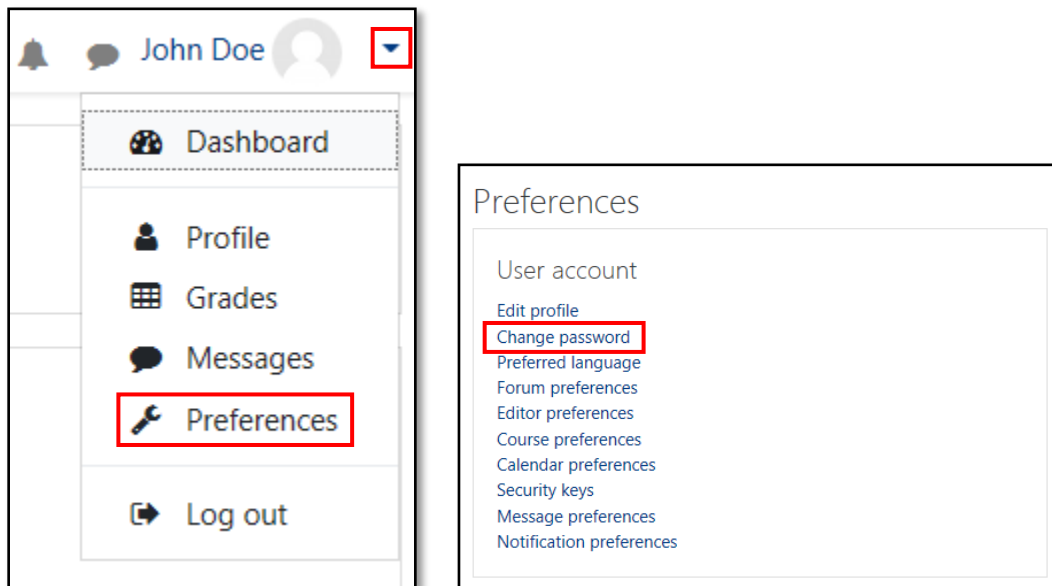 John Doe
Dashboard
Profile
Grades
Messages
Preferences
Log out
Preferences
User account
Edit profile
Change password
Preferred language
Forum preferences
Editor preferences
Course preferences
Calendar preferences
Security keys
Message preferences
Notification preferences